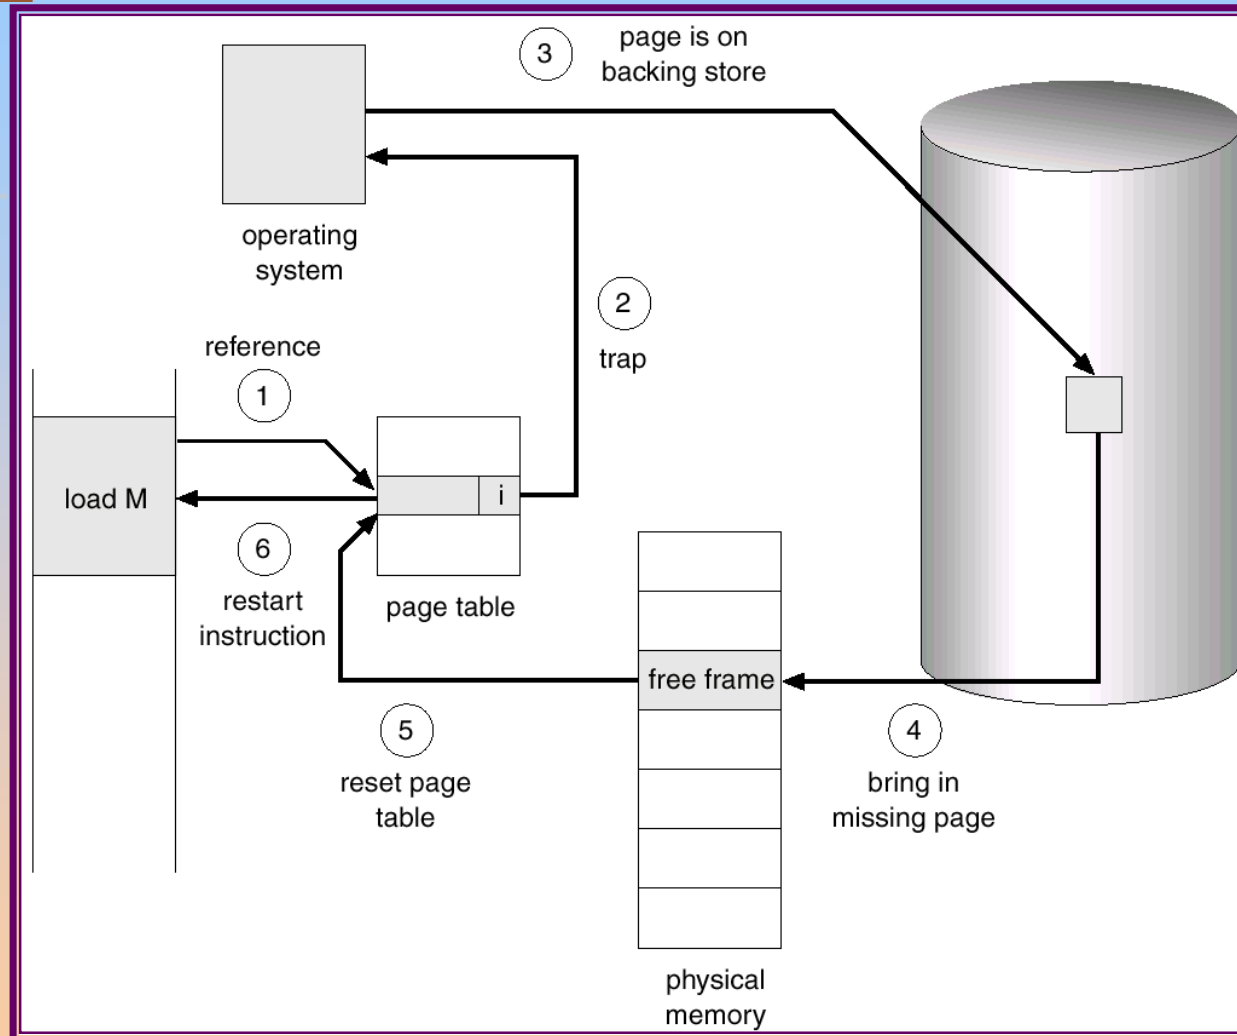 3
page is on
backing store
operating
system
2
trap
reference
1
load M
i
6
restart
instruction
page table
free frame
5
reset page
table
4
bring in
missing page
physical
memory